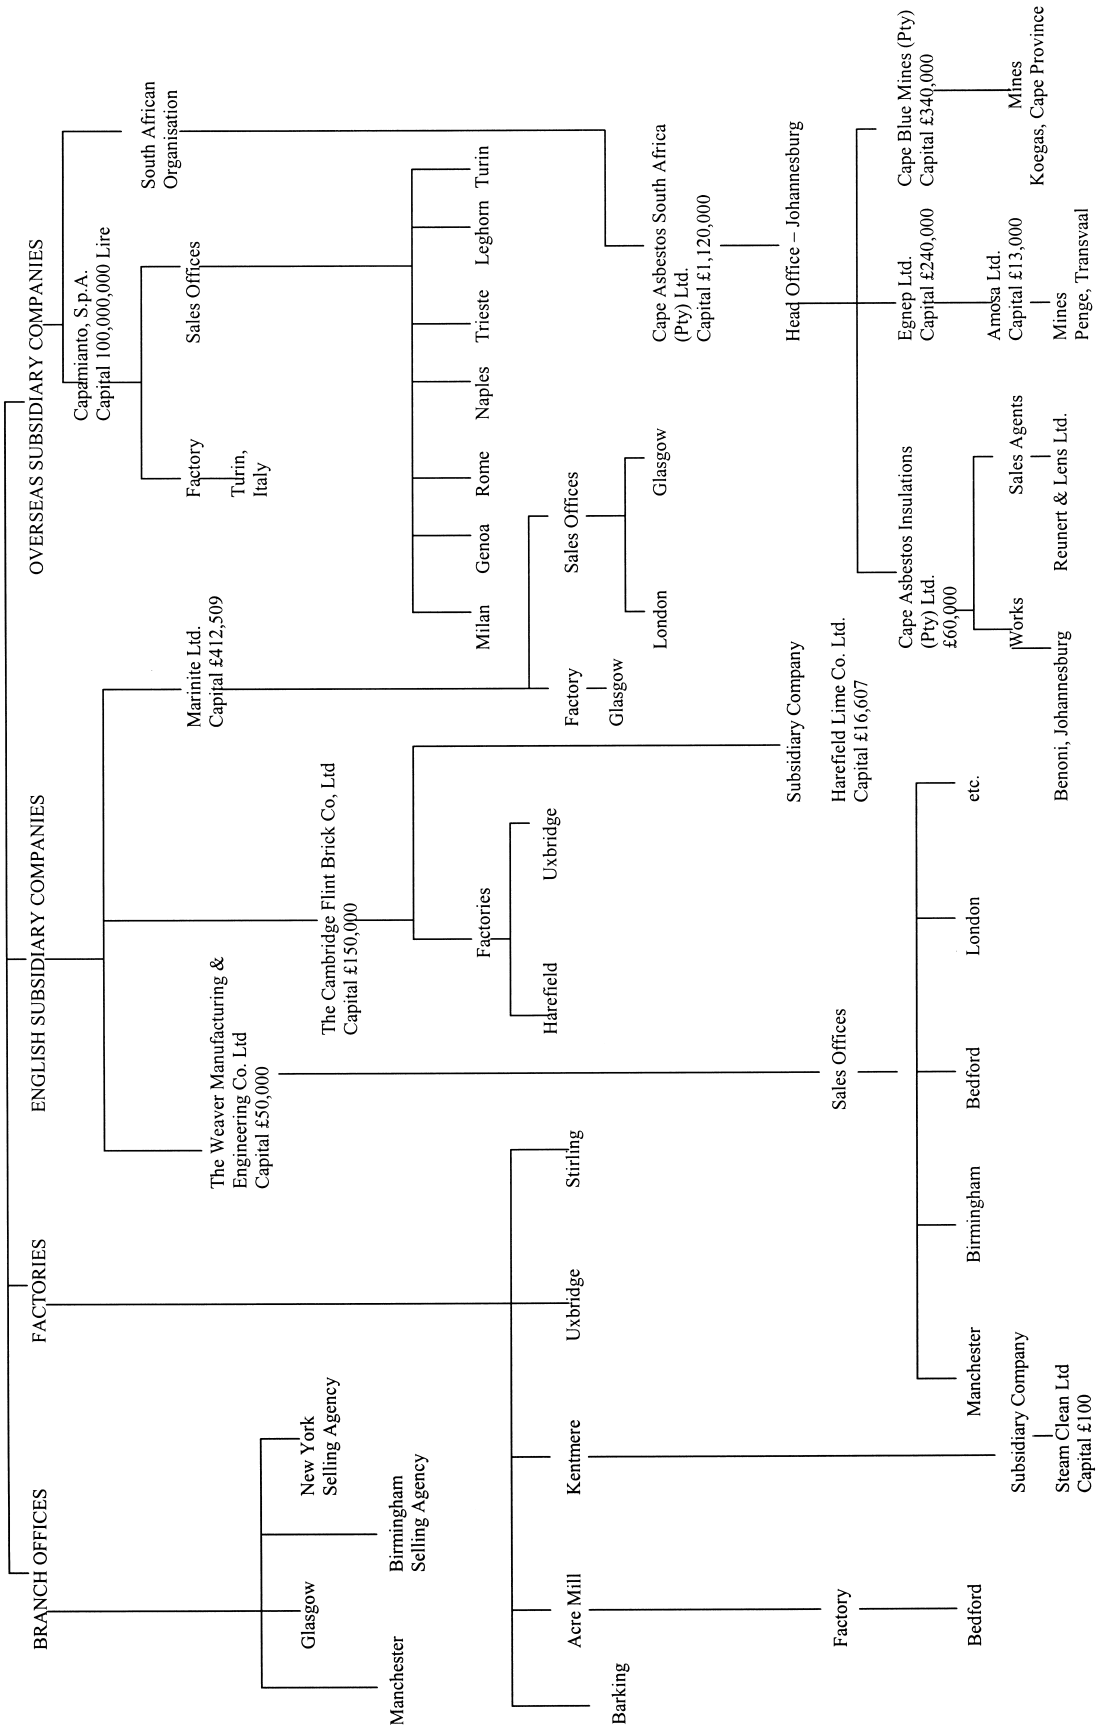 BRANCH OFFICES
Manchester
Glasgow
Birmingham
Selling Agency
New York
Selling Agency
FACTORIES
Barking
Acre Mill
Factory
Bedford
Kentmere
Subsidiary Company
Steam Clean Ltd
Capital £100
Uxbridge
Stirling
ENGLISH SUBSIDIARY COMPANIES
The Weaver Manufacturing &
Engineering Co. Ltd
Capital £50,000
Sales Offices
Manchester
Birmingham
Bedford
London
etc.
The Cambridge Flint Brick Co, Ltd
Capital £150,000
Factories
Harefield
Uxbridge
Subsidiary Company
Harefield Lime Co. Ltd.
Capital £16,607
Marinite Ltd.
Capital £412,509
Factory
Glasgow
Sales Offices
London
Glasgow
OVERSEAS SUBSIDIARY COMPANIES
Capamianto, S.p.A.
Capital 100,000,000 Lire
Factory
Turin,
Italy
Sales Offices
Milan
Genoa
Rome
Naples
Trieste
Leghorn
Turin
South African
Organisation
Cape Asbestos South Africa
(Pty) Ltd.
Capital £1,120,000
Head Office – Johannesburg
Cape Asbestos Insulations
(Pty) Ltd.
£60,000
Works
Benoni, Johannesburg
Sales Agents
Reunert & Lens Ltd.
Egnep Ltd.
Capital £240,000
Amosa Ltd.
Capital £13,000
Mines
Penge, Transvaal
Cape Blue Mines (Pty)
Capital £340,000
Mines
Koegas, Cape Province